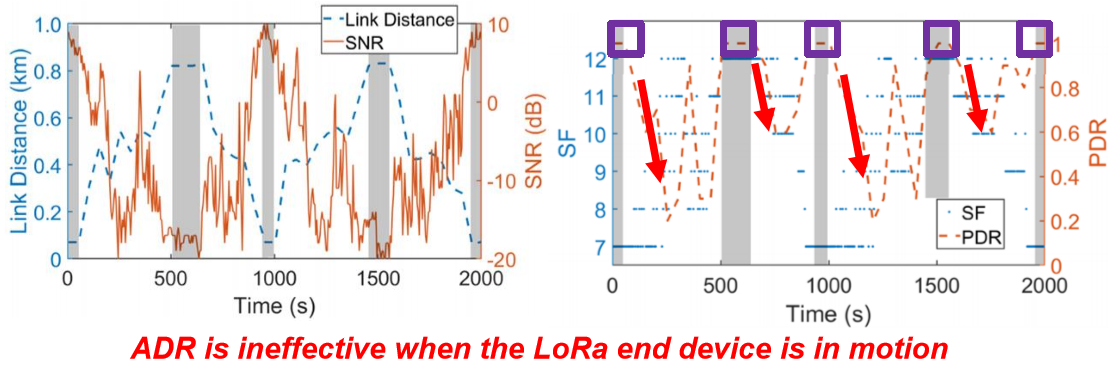 1.0
0.8
0.6
0.4
0.2
0
Link Distance (km)
Link Distance
SNR
10
0
-10
-20
SNR (dB)
0 500 1000 1500 2000
Time (s)
12
11
10
9
8
7
SF
SF
PDR
1
0.8
0.6
0.4
0.2
0
PDR
0 500 1000 1500 2000
Time (s)
ADR is ineffective when the LoRa end device is in motion